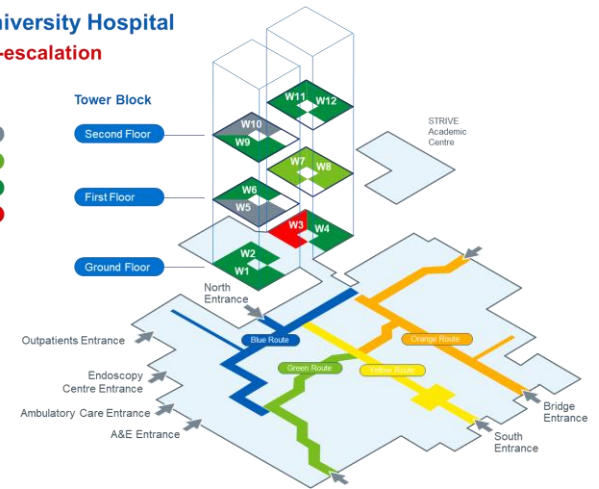 niversity Hospital
-escalation
Tower Block
Second Floor
First Floor
Ground Floor
W11 W12
W10
W9
W7 W8
W6
W5
W3 W4
W2
W1
STRIVE
Academic
Centre
North
Entrance
Outpatients Entrance
Endoscopy
Centre Entrance
Ambulatory Care Entrance
A&E Entrance
Blue Route
Orange Route
Green Route
Yellow Route
Bridge
Entrance
South
Entrance